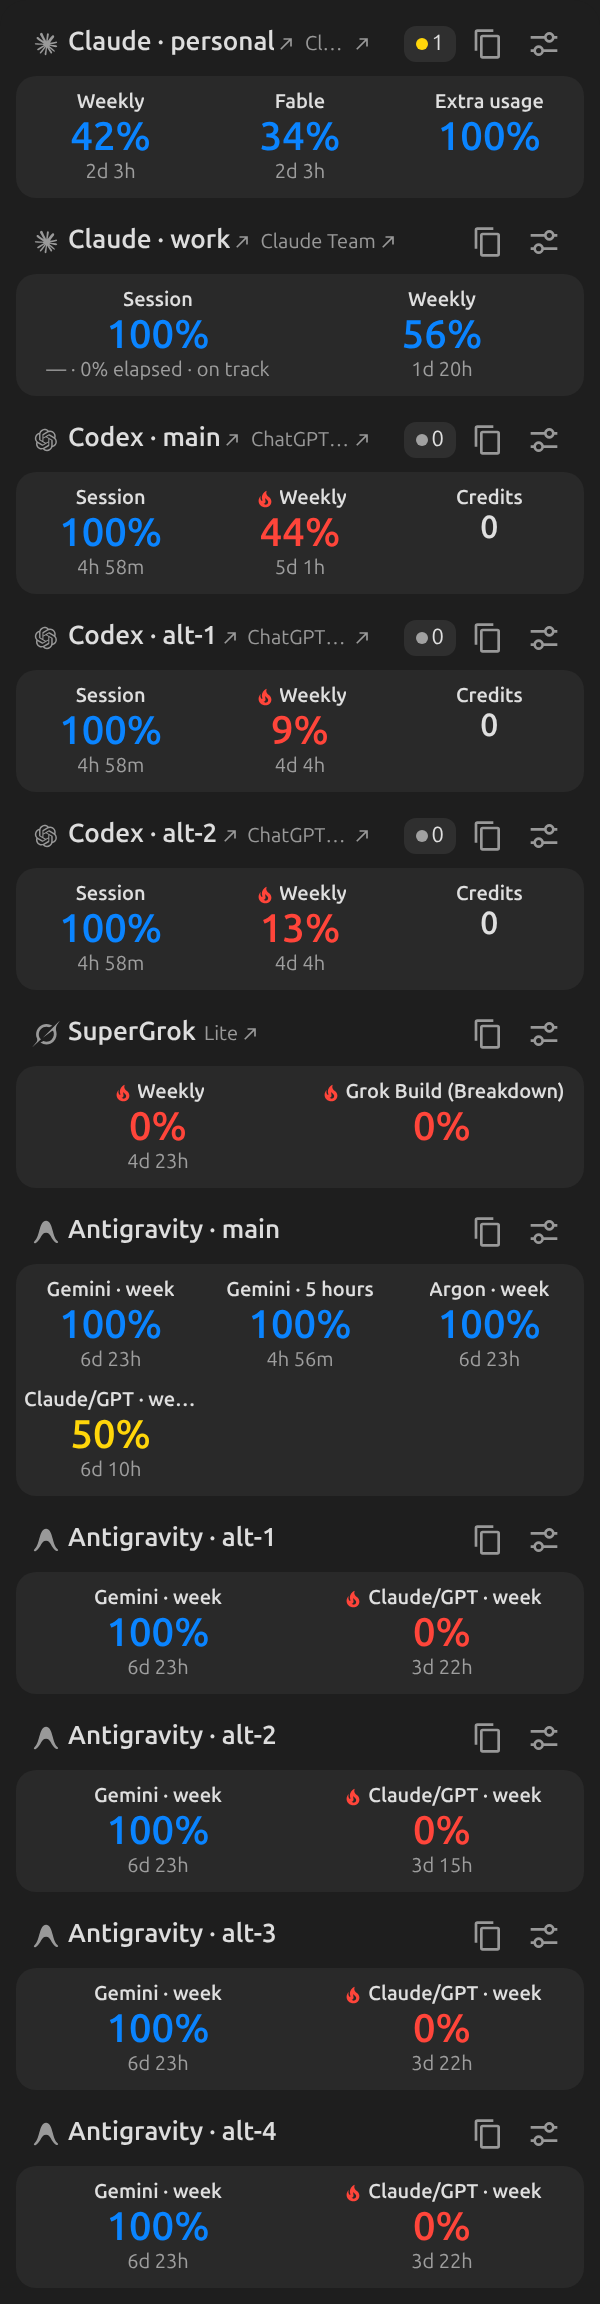 Claude · personal ↗ Cl... ↗ 1
Weekly Fable Extra usage
42% 34% 100%
2d 3h 2d 3h
Claude · work ↗ Claude Team ↗
Session Weekly
100% 56%
— · 0% elapsed · on track 1d 20h
Codex · main ↗ ChatGPT... ↗ 0
Session Weekly Credits
100% 44% 0
4h 58m 5d 1h
Codex · alt-1 ↗ ChatGPT... ↗ 0
Session Weekly Credits
100% 9% 0
4h 58m 4d 4h
Codex · alt-2 ↗ ChatGPT... ↗ 0
Session Weekly Credits
100% 13% 0
4h 58m 4d 4h
SuperGrok Lite ↗
Weekly Grok Build (Breakdown)
0% 0%
4d 23h
Antigravity · main
Gemini · week Gemini · 5 hours Argon · week
100% 100% 100%
6d 23h 4h 56m 6d 23h
Claude/GPT · we...
50%
6d 10h
Antigravity · alt-1
Gemini · week Claude/GPT · week
100% 0%
6d 23h 3d 22h
Antigravity · alt-2
Gemini · week Claude/GPT · week
100% 0%
6d 23h 3d 15h
Antigravity · alt-3
Gemini · week Claude/GPT · week
100% 0%
6d 23h 3d 22h
Antigravity · alt-4
Gemini · week Claude/GPT · week
100% 0%
6d 23h 3d 22h